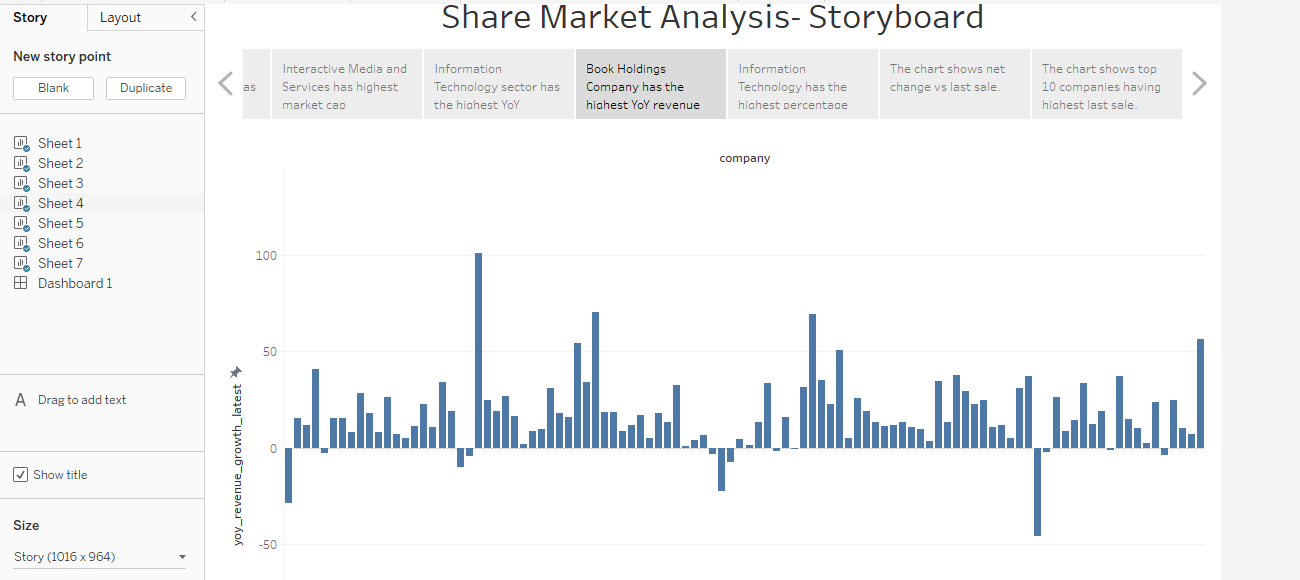 Story
Layout
New story point
Blank
Duplicate
Sheet 1
Sheet 2
Sheet 3
Sheet 4
Sheet 5
Sheet 6
Sheet 7
Dashboard 1
A
Drag to add text
Show title
Size
Story (1016 x 964)
Share Market Analysis- Storyboard
as
Interactive Media and
Services has highest
market cap
Information
Technology sector has
the highest YoY
Book Holdings
Company has the
highest YoY revenue
Information
Technology has the
highest percentage
The chart shows net
change vs last sale.
The chart shows top
10 companies having
highest last sale.
company
yoy_revenue_growth_latest
100
50
0
-50